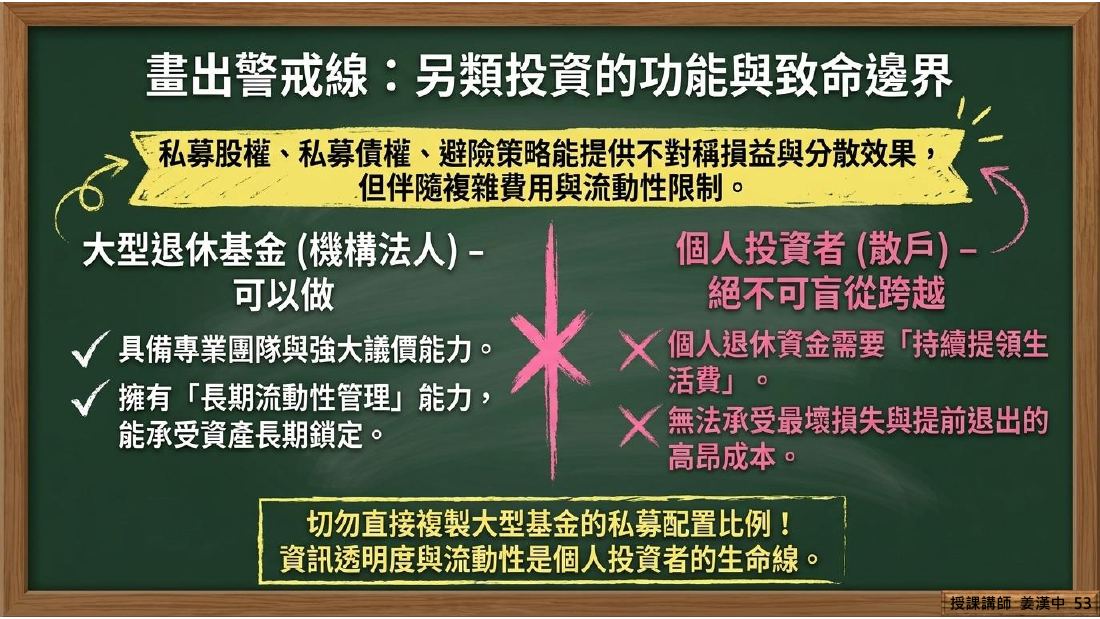 畫出警戒線：另類投資的功能與致命邊界
私募股權、私募債權、避險策略能提供不對稱損益與分散效果，
但伴隨複雜費用與流動性限制。
大型退休基金 (機構法人) –
可以做
具備專業團隊與強大議價能力。
擁有「長期流動性管理」能力，
能承受資產長期鎖定。
個人投資者 (散戶) –
絕不可盲從跨越
個人退休資金需要「持續提領生
活費」。
無法承受最壞損失與提前退出的
高昂成本。
切勿直接複製大型基金的私募配置比例！
資訊透明度與流動性是個人投資者的生命線。
授課講師 姜漢中 53